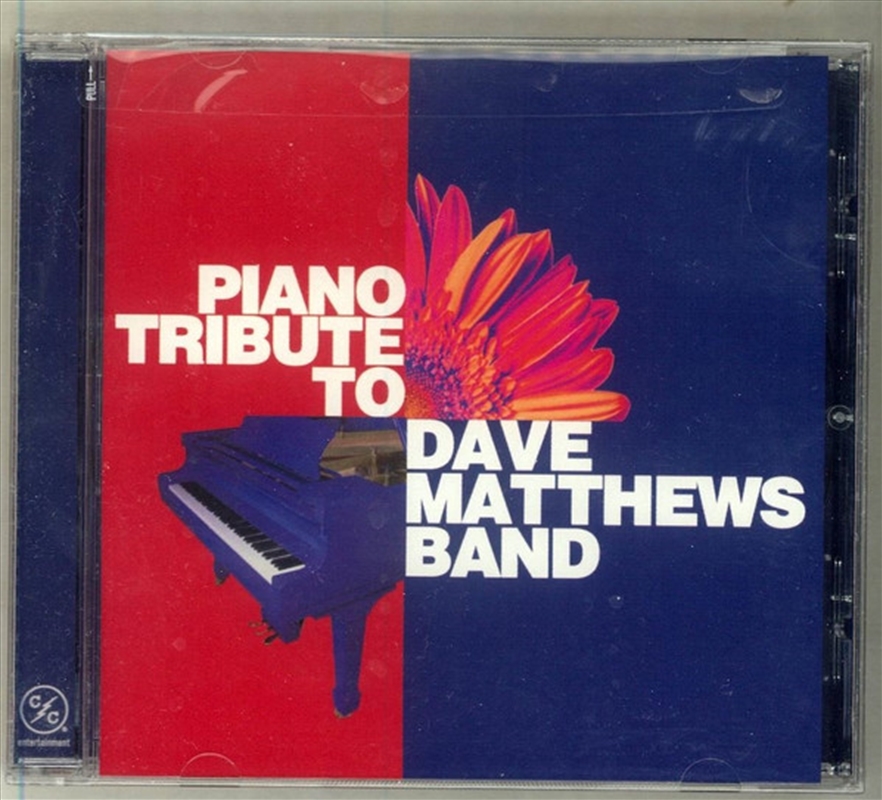 PULL
PIANO
TRIBUTE
TO
DAVE
MATTHEWS
BAND
C C
entertainment